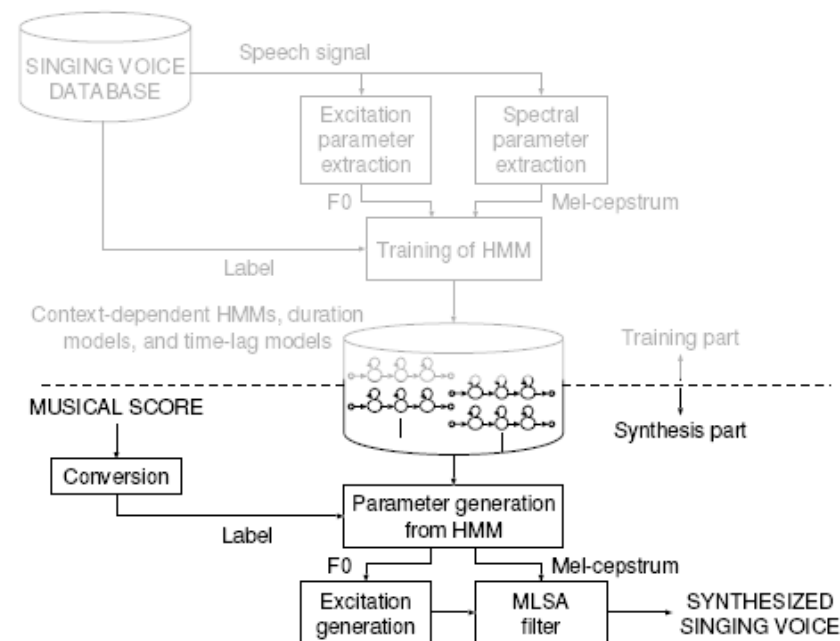 Speech signal
SINGING VOICE
DATABASE
Excitation
parameter
extraction
Spectral
parameter
extraction
F0
Mel-cepstrum
Training of HMM
Label
Context-dependent HMMs, duration
models, and time-lag models
Training part
MUSICAL SCORE
Synthesis part
Conversion
Parameter generation
from HMM
Label
F0
Mel-cepstrum
Excitation
generation
MLSA
filter
SYNTHESIZED
SINGING VOICE